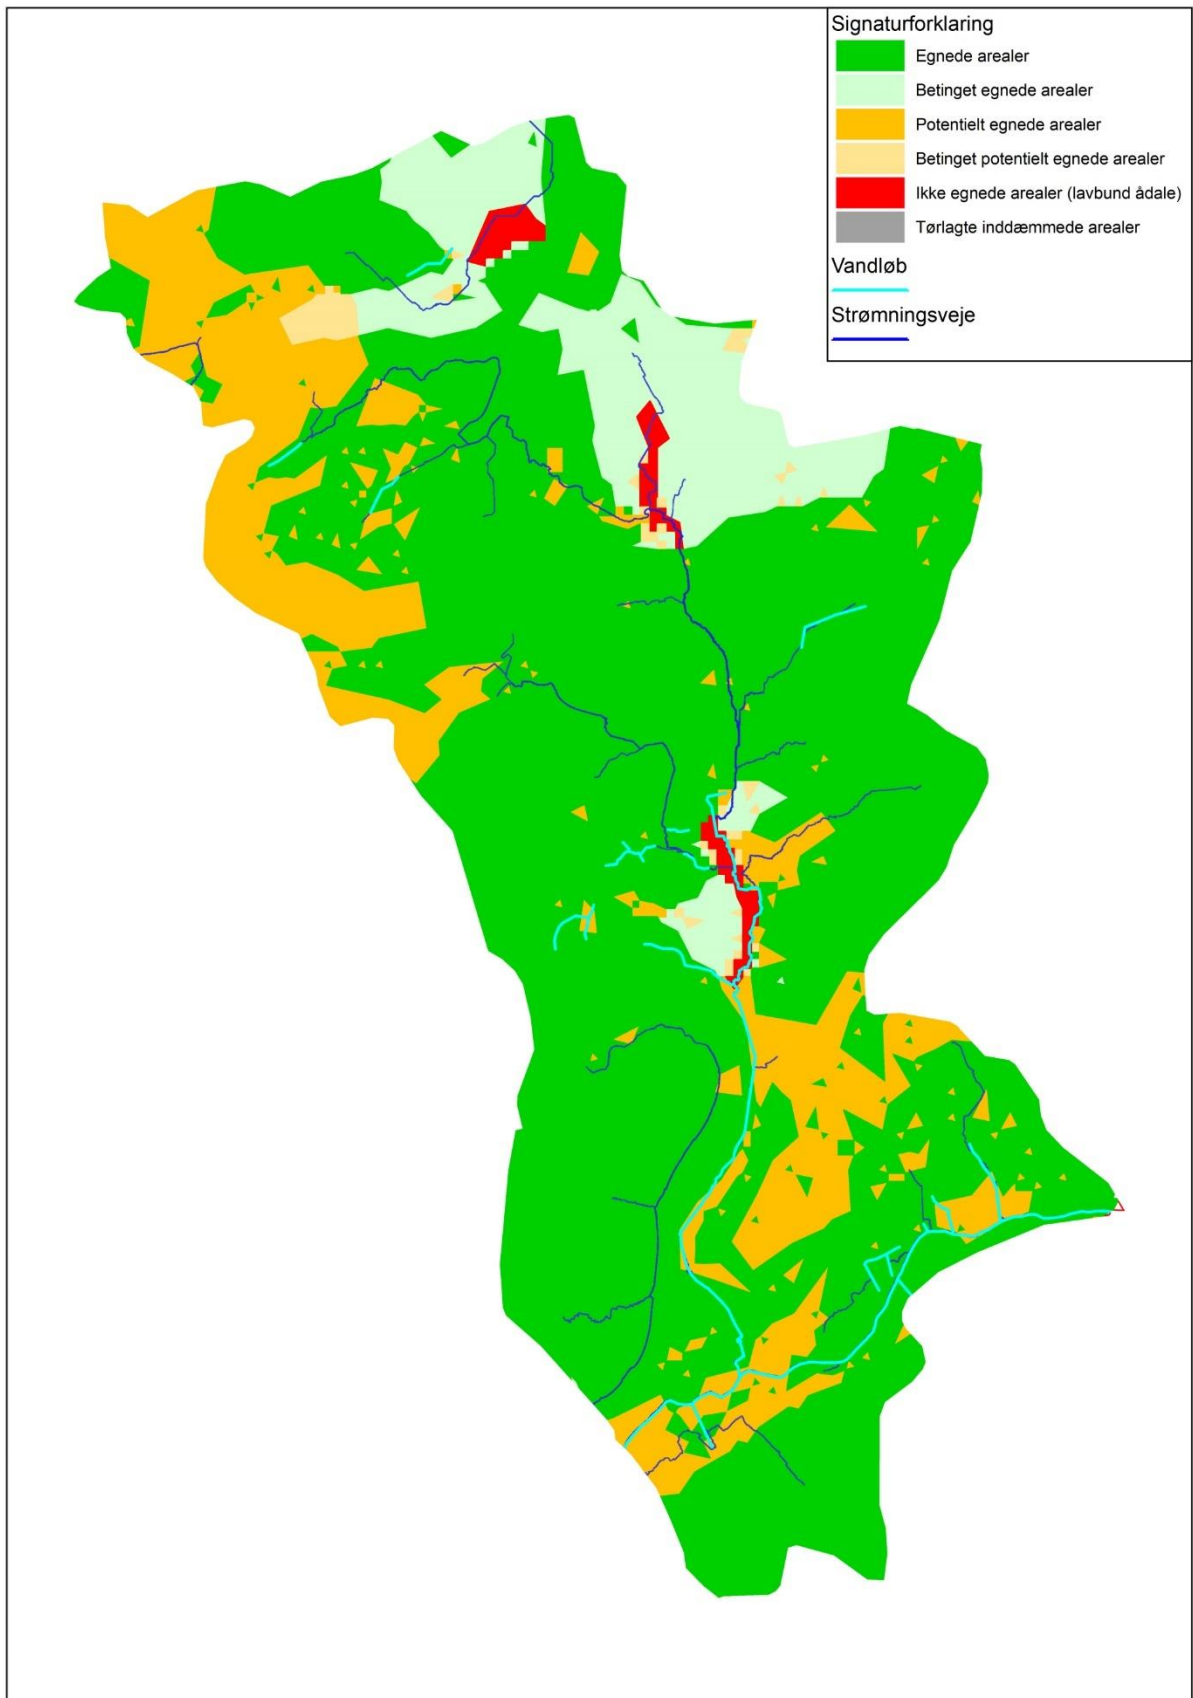 Signaturforklaring
Egnede arealer
Betinget egnede arealer
Potentielt egnede arealer
Betinget potentielt egnede arealer
Ikke egnede arealer (lavbund ådale)
Tørlagte inddæmmede arealer
Vandløb
Strømningsveje